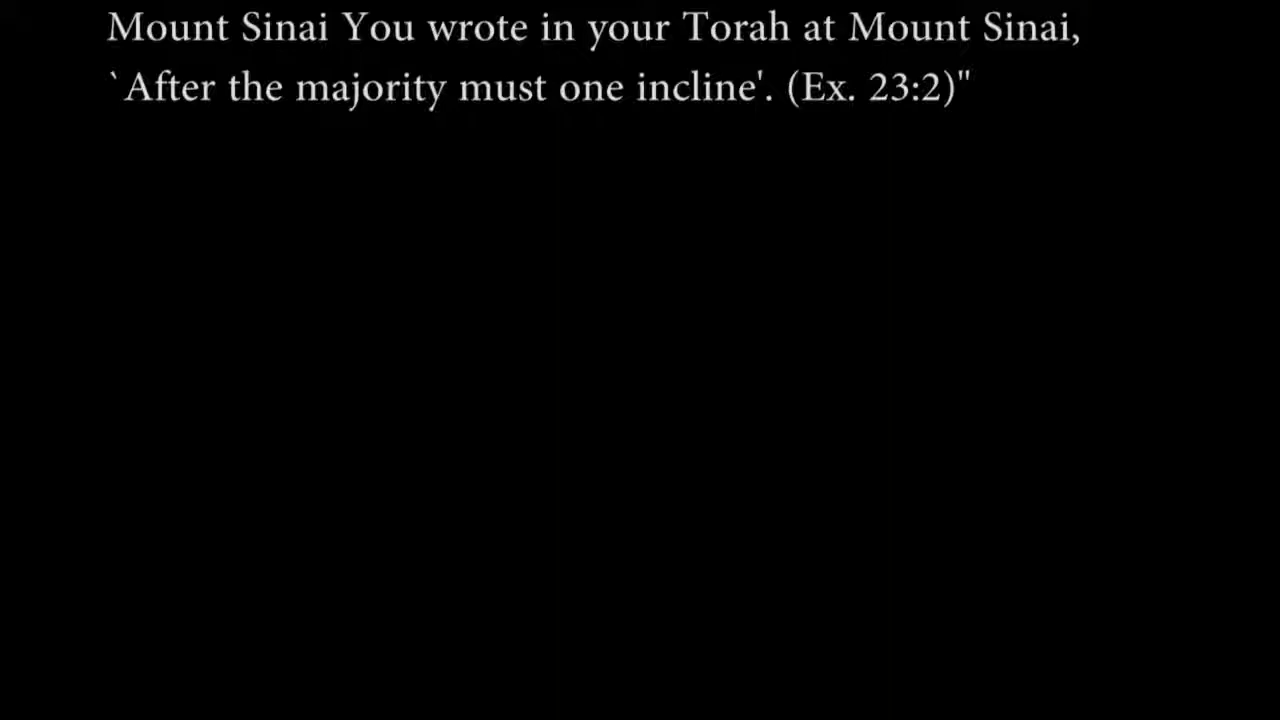 Mount Sinai You wrote in your Torah at Mount Sinai,
`After the majority must one incline'. (Ex. 23:2)"